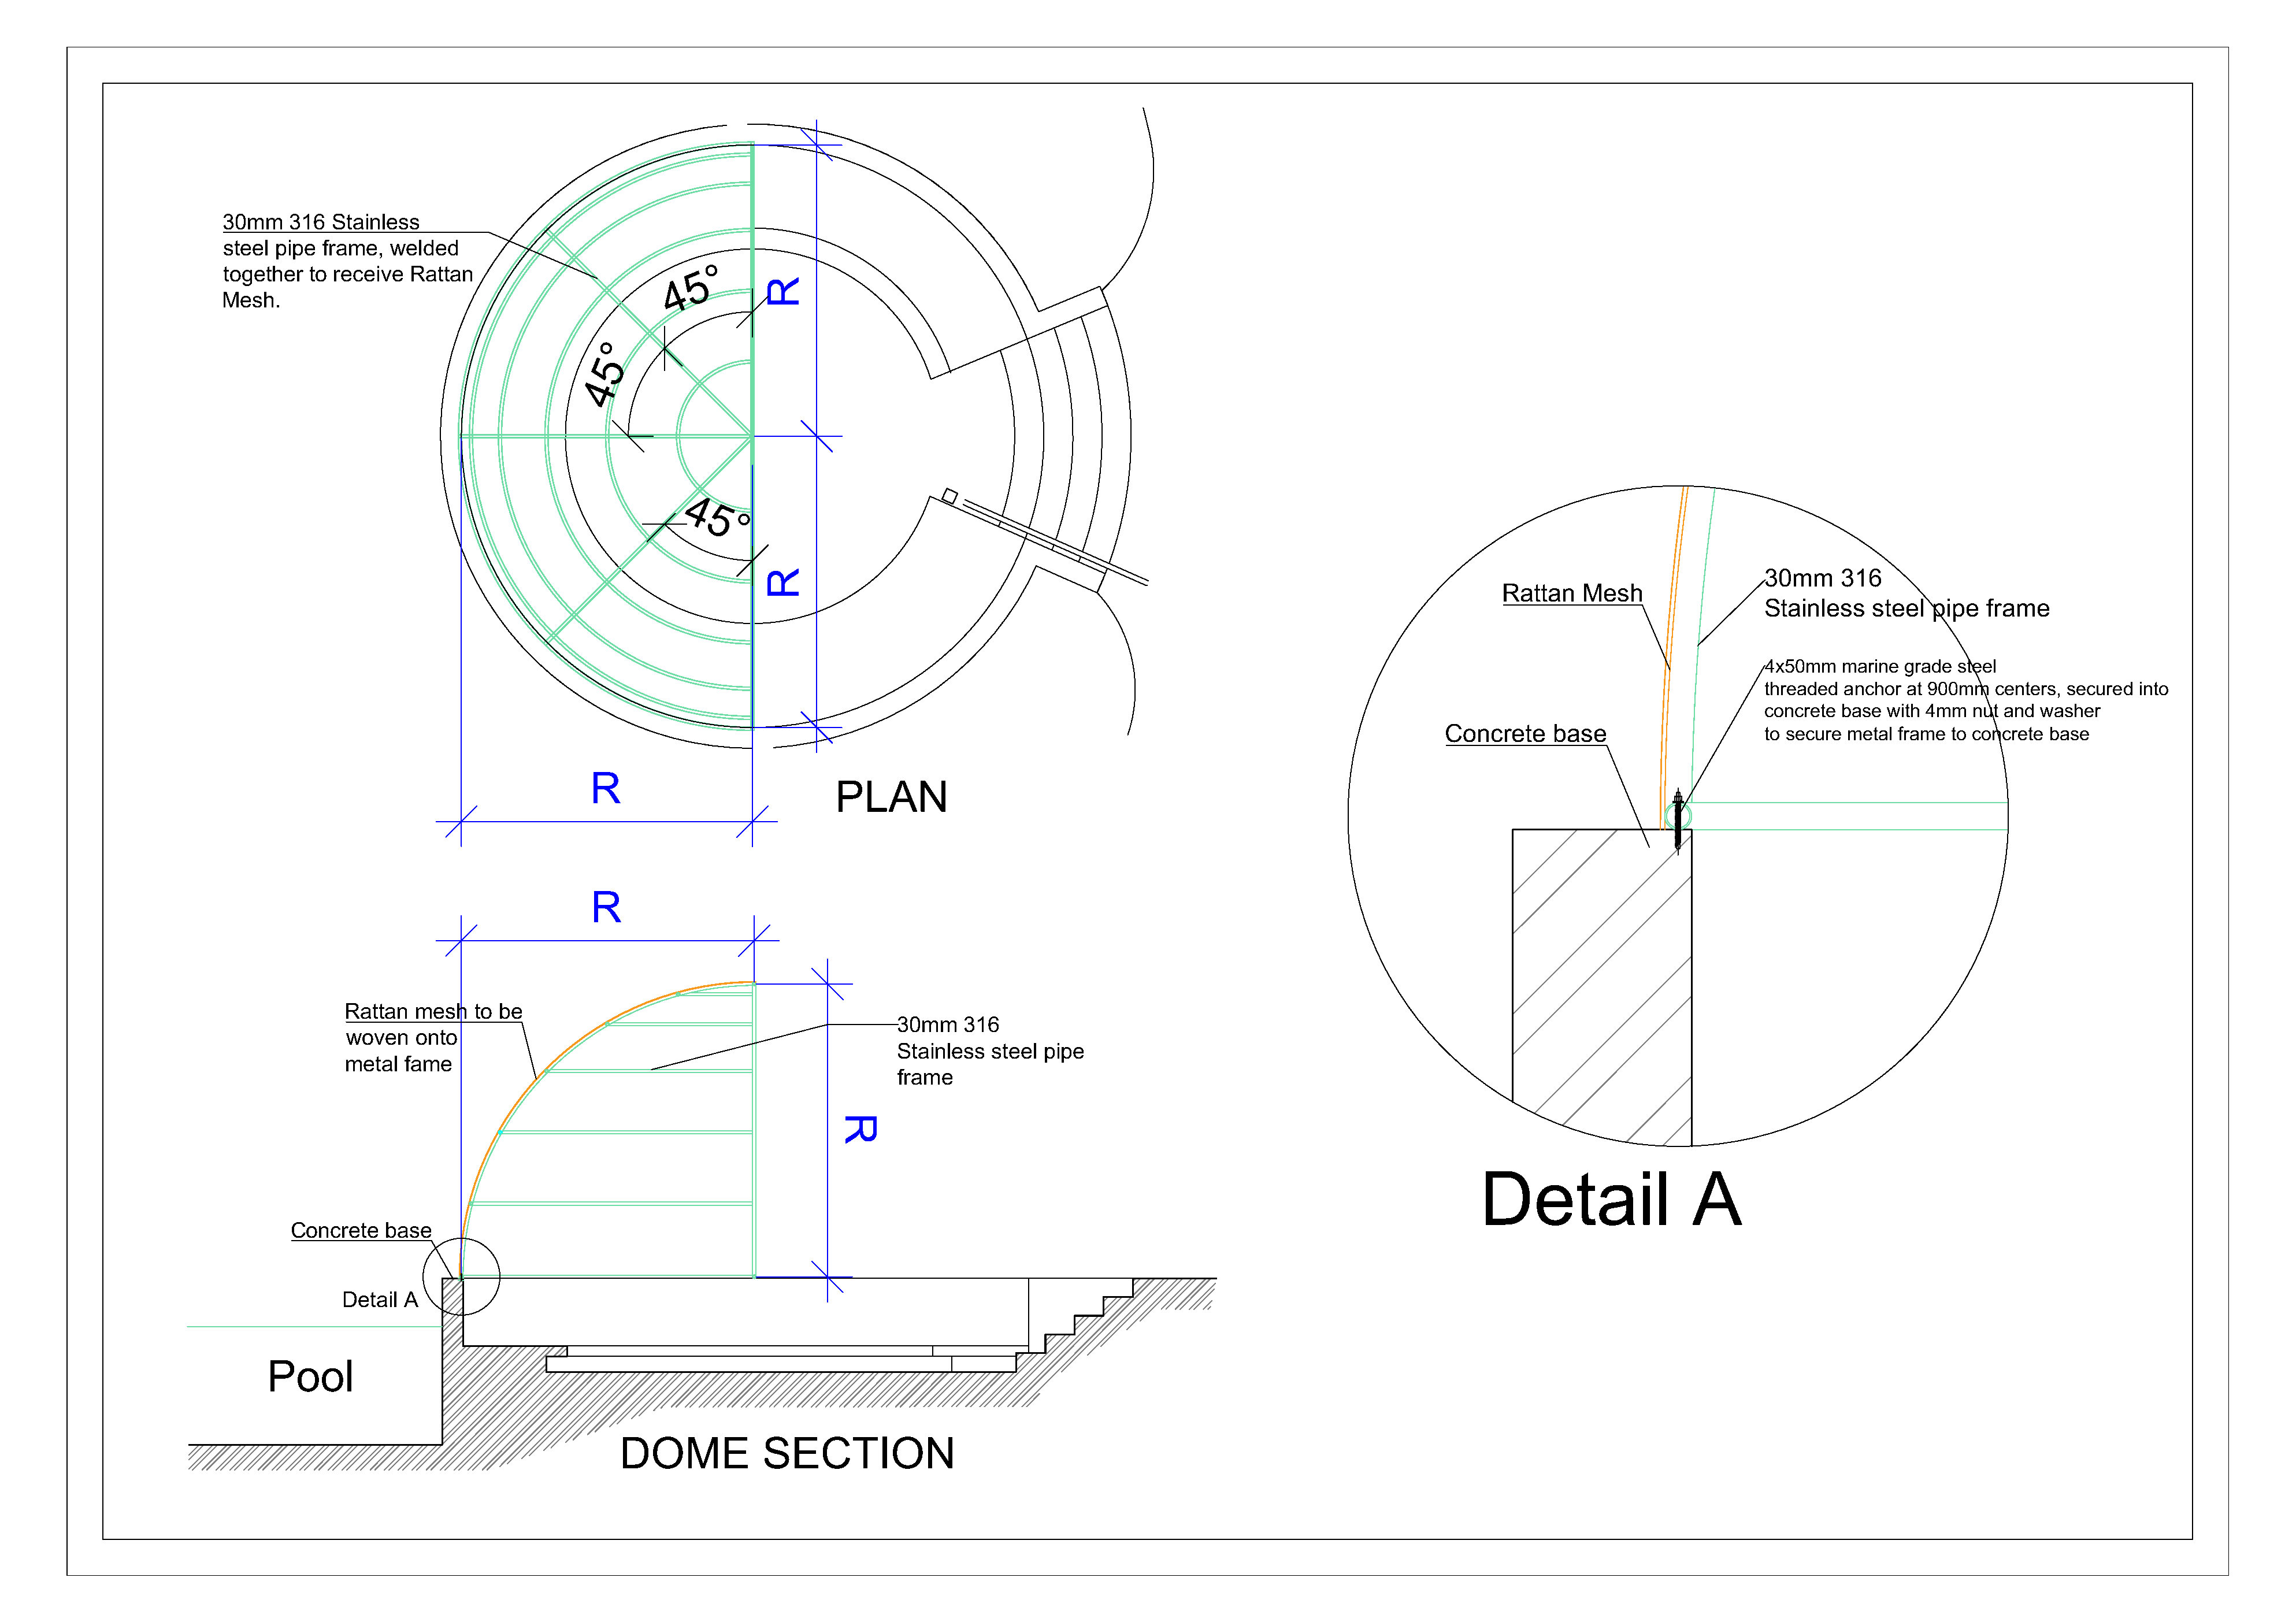 30mm 316 Stainless
steel pipe frame, welded
together to receive Rattan
Mesh.
45°
45°
45°
R
R
R
PLAN
R
Rattan mesh to be
woven onto
metal fame
30mm 316
Stainless steel pipe
frame
R
Concrete base
Detail A
Pool
DOME SECTION
Rattan Mesh
30mm 316
Stainless steel pipe frame
4x50mm marine grade steel
threaded anchor at 900mm centers, secured into
concrete base with 4mm nut and washer
to secure metal frame to concrete base
Concrete base
Detail A